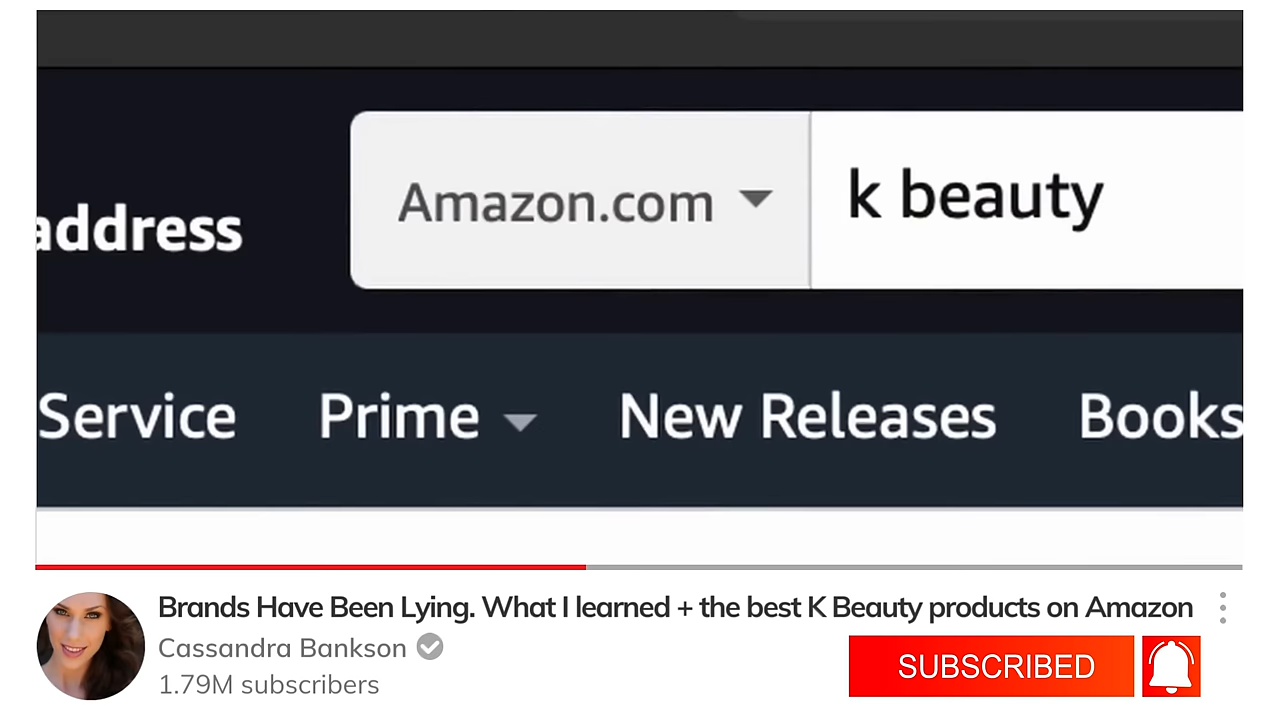 address
Amazon.com
k beauty
Service
Prime
New Releases
Books
Brands Have Been Lying. What I learned + the best K Beauty products on Amazon
Cassandra Bankson
1.79M subscribers
SUBSCRIBED